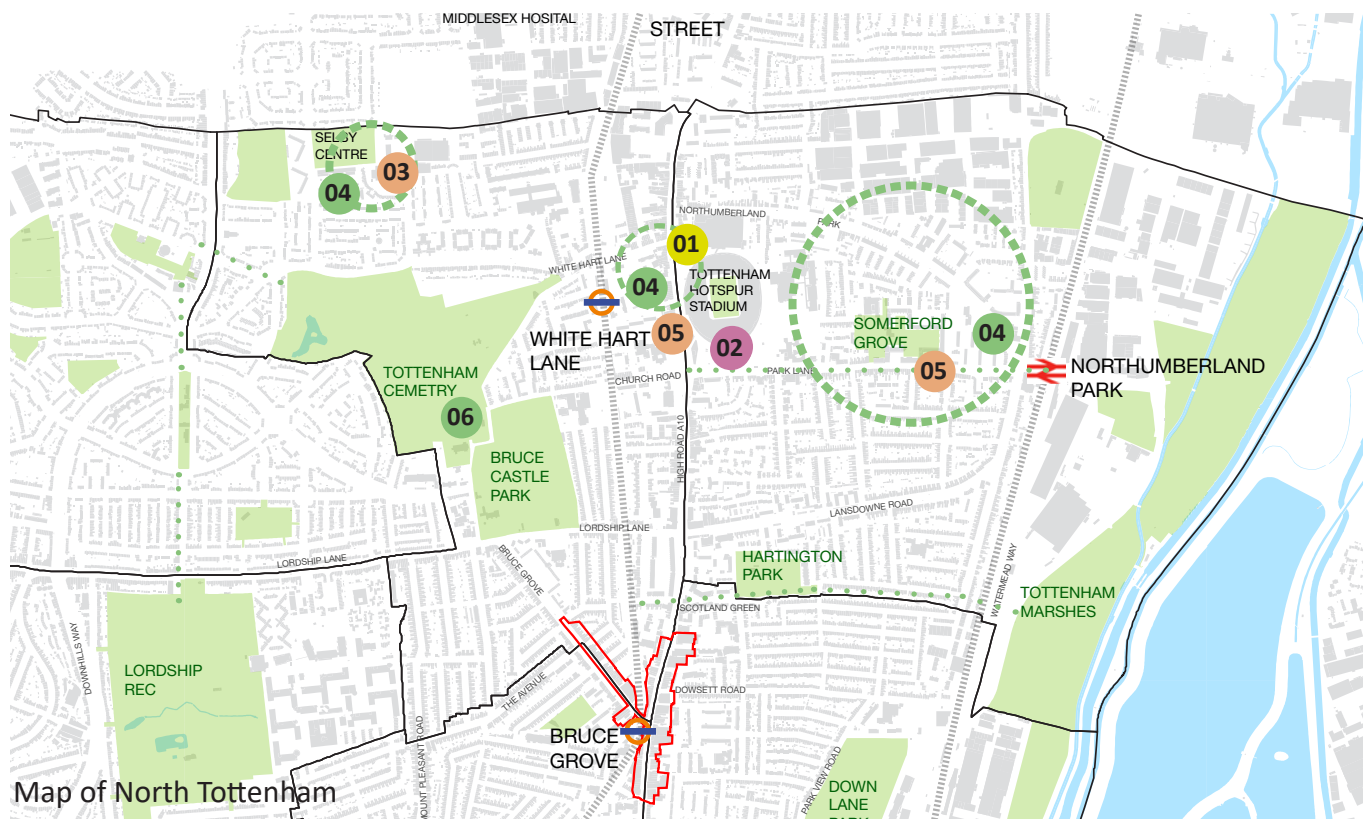 MIDDLESEX HOSITAL
STREET
SELBY
CENTRE
03
04
NORTHUMBERLAND
PARK
01
WHITE HART LANE
04
TOTTENHAM
HOTSPUR
STADIUM
WHITE HART
LANE
05
02
SOMERFORD
GROVE
04
05
NORTHUMBERLAND
PARK
CHURCH ROAD
PARK LANE
TOTTENHAM
CEMETRY
06
BRUCE
CASTLE
PARK
HIGH ROAD A10
LANSDOWNE ROAD
LORDSHIP LANE
LORDSHIP LANE
BRUCE GROVE
HARTINGTON
PARK
SCOTLAND GREEN
WATERMEAD WAY
TOTTENHAM
MARSHES
DOWNHILLS WAY
LORDSHIP
REC
THE AVENUE
DOWSETT ROAD
MOUNT PLEASANT ROAD
BRUCE
GROVE
PARK VIEW ROAD
DOWN
LANE
PARK
Map of North Tottenham